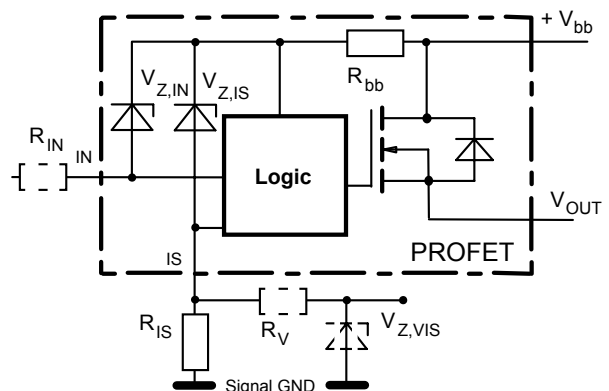 + V bb
R bb
V Z,IN
V Z,IS
R IN
IN
Logic
V OUT
PROFET
IS
R IS
R V
V Z,VIS
Signal GND